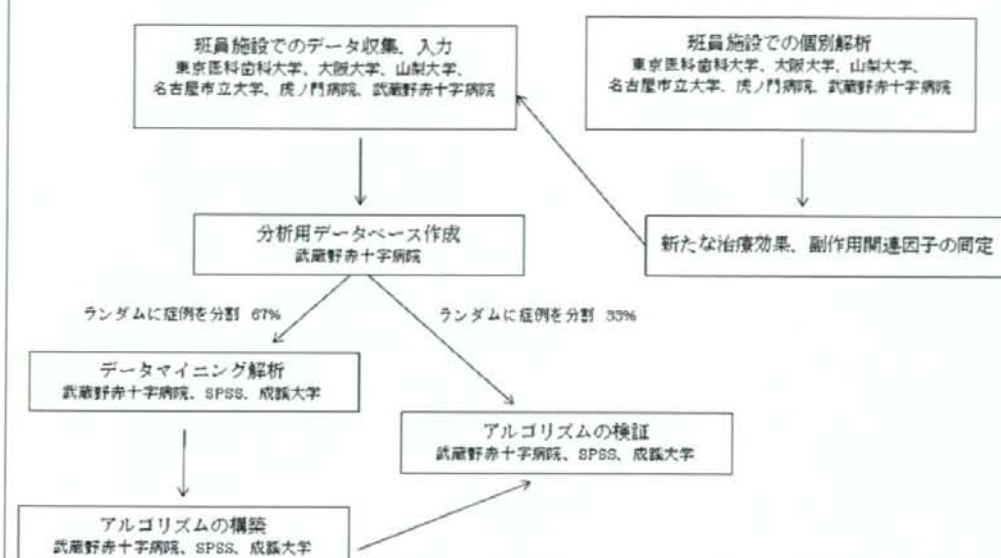 班員施設でのデータ収集、入力
東京医科歯科大学、大阪大学、山梨大学、
名古屋市立大学、虎ノ門病院、武蔵野赤十字病院
班員施設での個別解析
東京医科歯科大学、大阪大学、山梨大学、
名古屋市立大学、虎ノ門病院、武蔵野赤十字病院
分析用データベース作成
武蔵野赤十字病院
新たな治療効果、副作用関連因子の同定
ランダムに症例を分割 67%
ランダムに症例を分割 33%
データマイニング解析
武蔵野赤十字病院、SPSS、成蹊大学
アルゴリズムの検証
武蔵野赤十字病院、SPSS、成蹊大学
アルゴリズムの構築
武蔵野赤十字病院、SPSS、成蹊大学